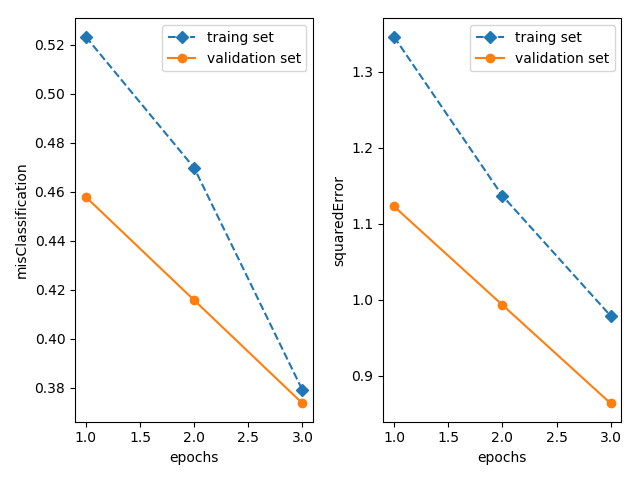 traing set
validation set
0.52
0.50
0.48
0.46
0.44
0.42
0.40
0.38
misClassification
1.0 1.5 2.0 2.5 3.0
epochs
traing set
validation set
1.3
1.2
1.1
1.0
0.9
squaredError
1.0 1.5 2.0 2.5 3.0
epochs